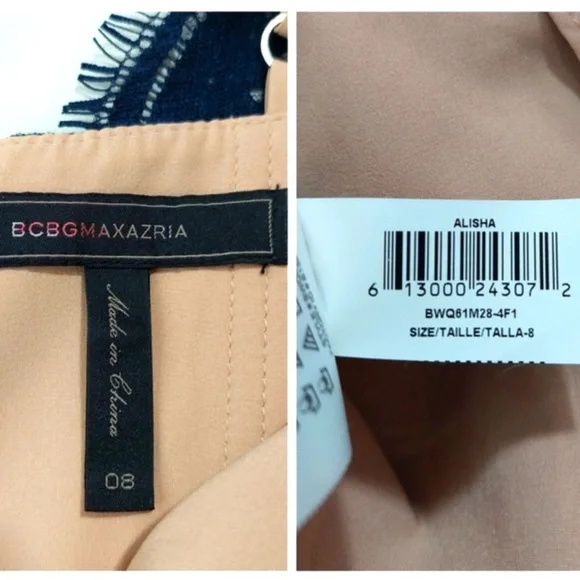 BCBGMAXAZRIA
Made in China
08
ALISHA
6 13000 24307 2
BWQ61M28-4F1
SIZE/TAILLE/TALLA-8